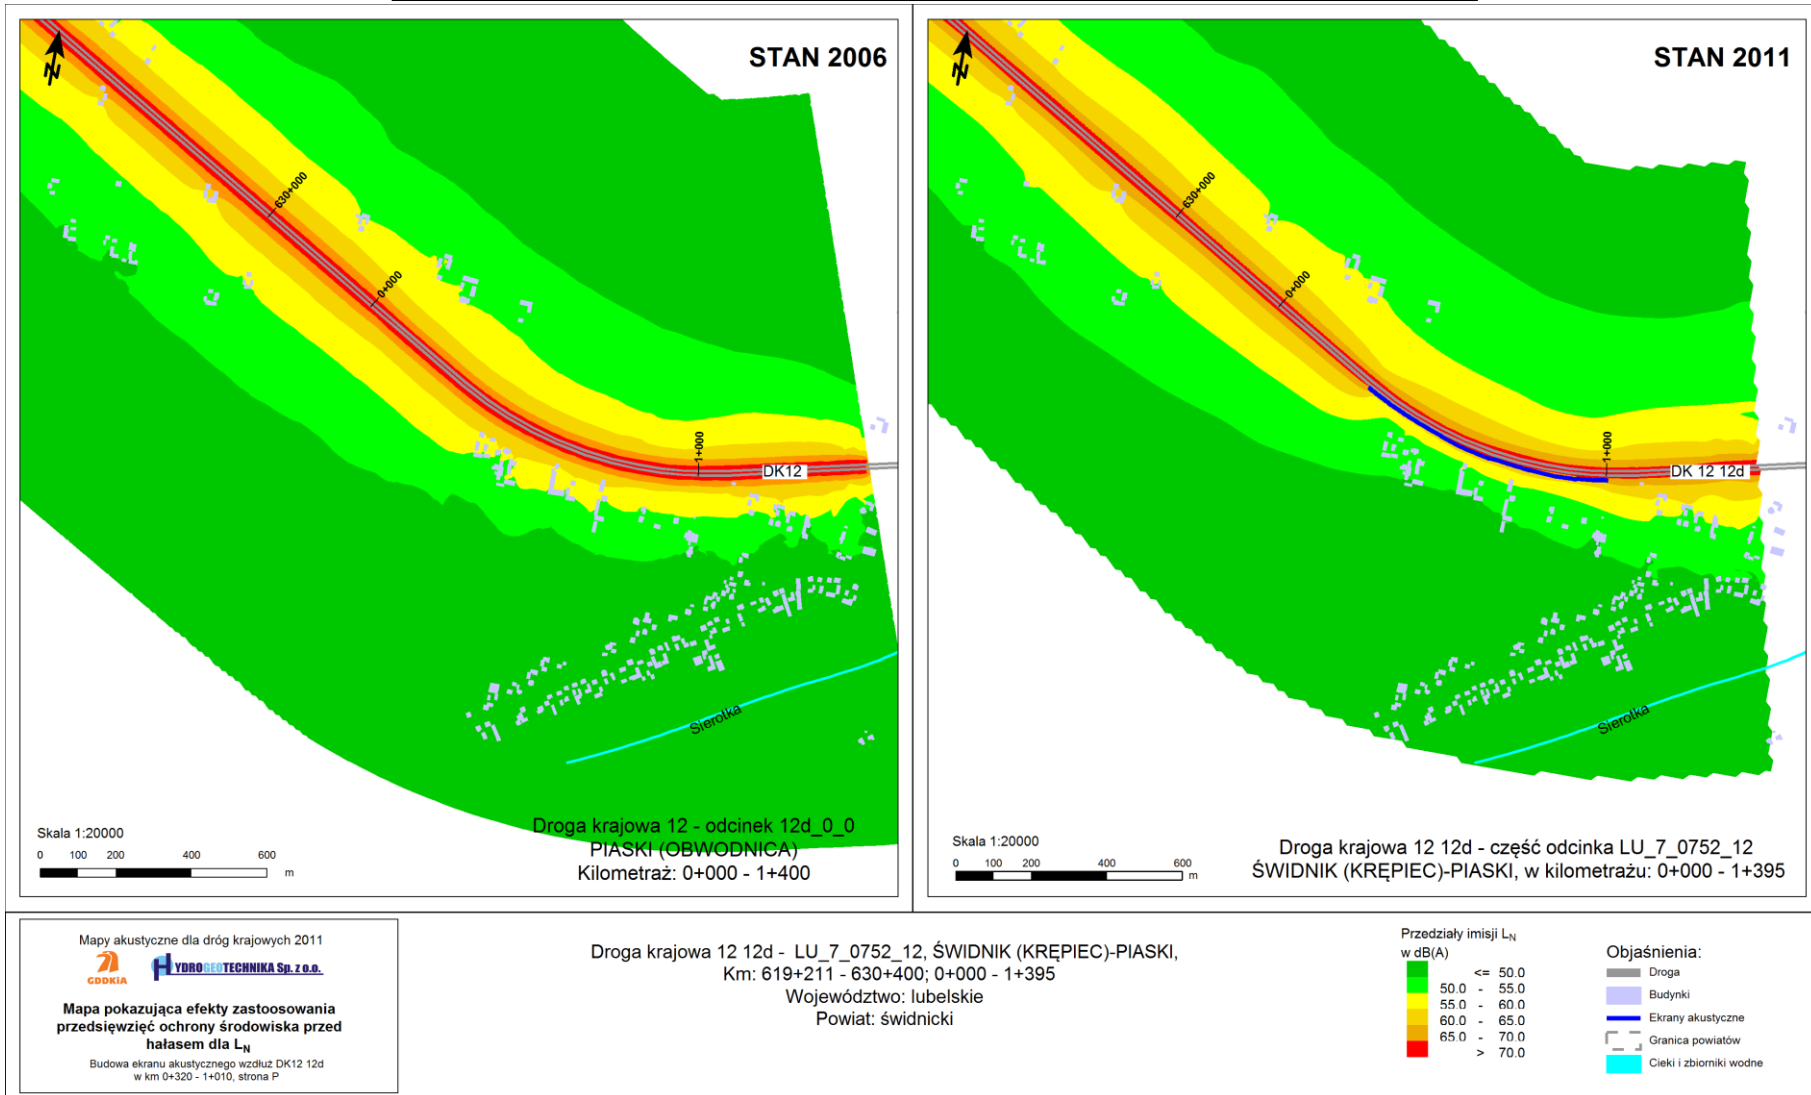 STAN 2006
N
630+000
0+000
1+000
DK12
Sierotka
Skala 1:20000
0 100 200 400 600
m
Droga krajowa 12 - odcinek 12d_0_0
PIASKI (OBWODNICA)
Kilometraż: 0+000 - 1+400
STAN 2011
N
630+000
0+000
1+000
DK 12 12d
Sierotka
Skala 1:20000
0 100 200 400 600
m
Droga krajowa 12 12d - część odcinka LU_7_0752_12
ŚWIDNIK (KRĘPIEC)-PIASKI, w kilometrażu: 0+000 - 1+395
Mapy akustyczne dla dróg krajowych 2011
GDDKIA
HYDROGEOTECHNIKA Sp. z o.o.
Mapa pokazująca efekty zastoosowania
przedsięwzięć ochrony środowiska przed
hałasem dla LN
Budowa ekranu akustycznego wzdłuż DK12 12d
w km 0+320 - 1+010, strona P
Droga krajowa 12 12d - LU_7_0752_12, ŚWIDNIK (KRĘPIEC)-PIASKI,
Km: 619+211 - 630+400; 0+000 - 1+395
Województwo: lubelskie
Powiat: świdnicki
Przedziały imisji LN
w dB(A)
<= 50.0
50.0 - 55.0
55.0 - 60.0
60.0 - 65.0
65.0 - 70.0
> 70.0
Objaśnienia:
Droga
Budynki
Ekrany akustyczne
Granica powiatów
Cieki i zbiorniki wodne